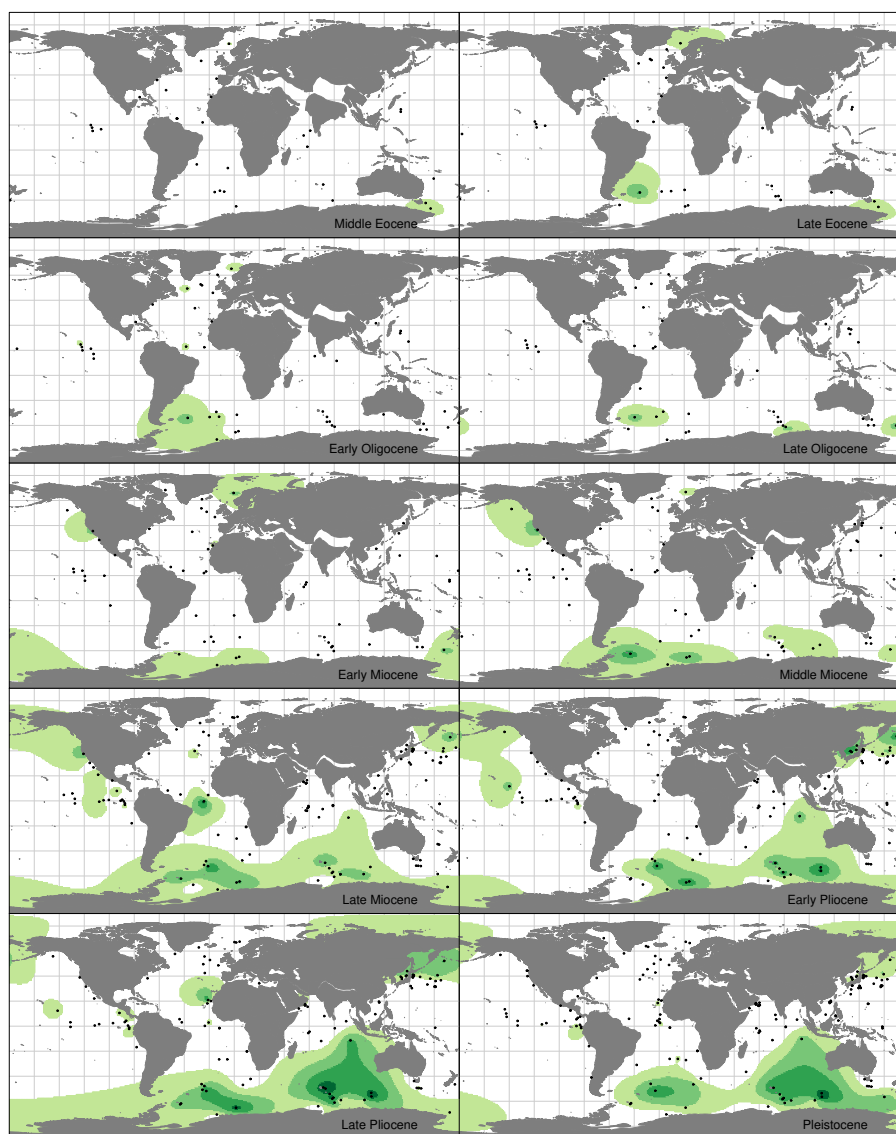 Middle Eocene
Late Eocene
Early Oligocene
Late Oligocene
Early Miocene
Middle Miocene
Late Miocene
Early Pliocene
Late Pliocene
Pleistocene